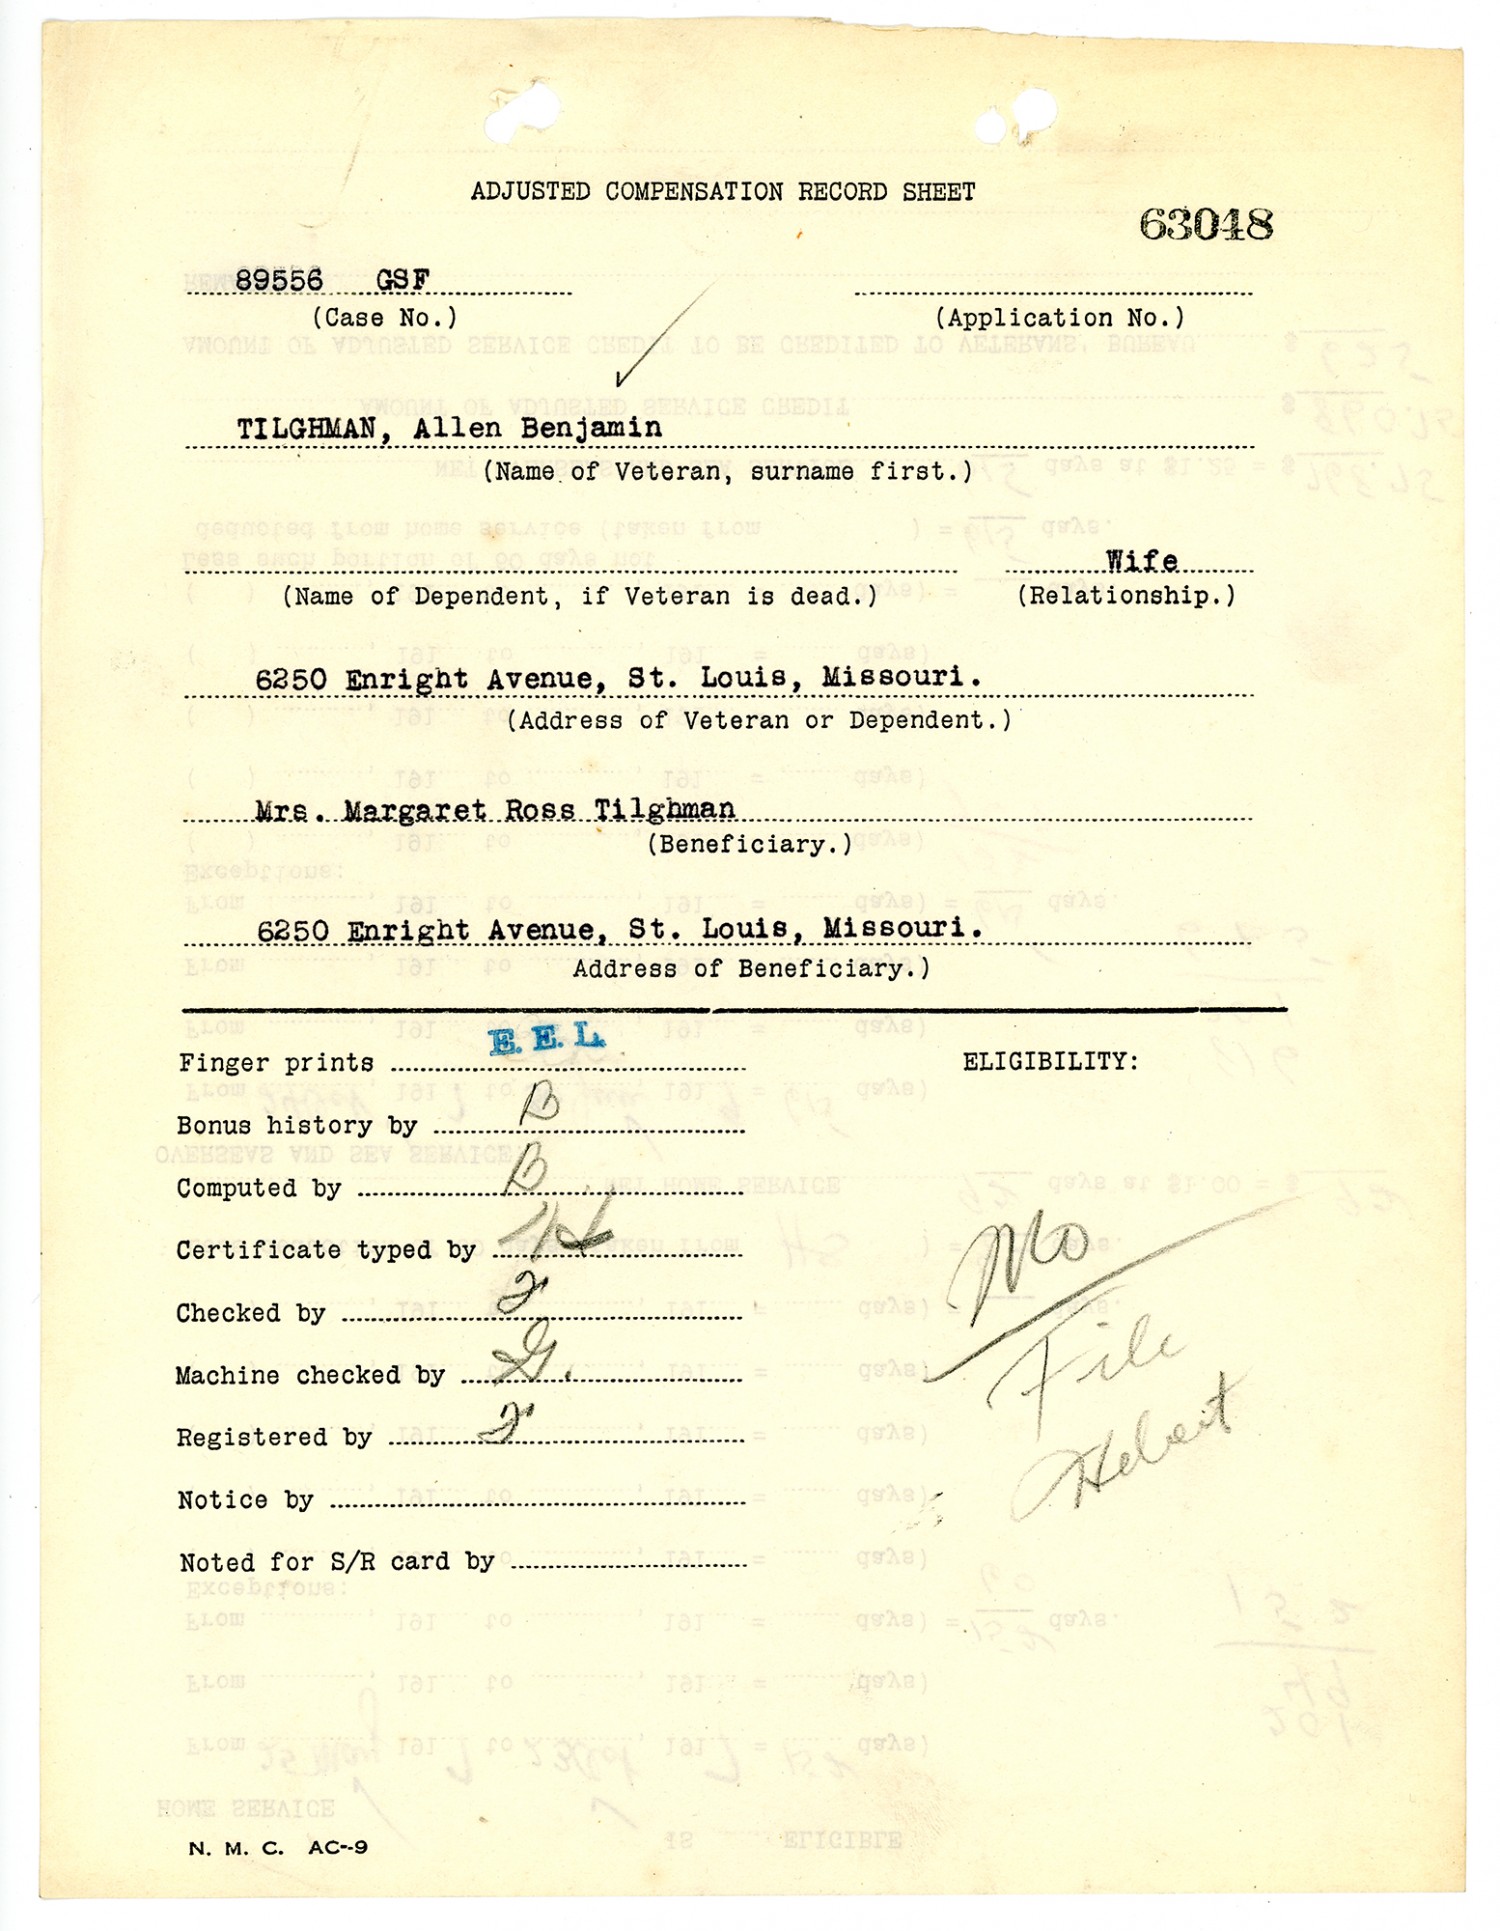 ADJUSTED COMPENSATION RECORD SHEET
63048
89556 GSF
(Case No.) (Application No.)
TILGHMAN, Allen Benjamin
(Name of Veteran, surname first.)
Wife
(Name of Dependent, if Veteran is dead.) (Relationship.)
6250 Enright Avenue, St. Louis, Missouri.
(Address of Veteran or Dependent.)
Mrs. Margaret Ross Tilghman
(Beneficiary.)
6250 Enright Avenue, St. Louis, Missouri.
Address of Beneficiary.)
E. E. L.
Finger prints ELIGIBILITY:
Bonus history by B
Computed by B
Certificate typed by
Checked by
Machine checked by
Registered by
Notice by
Noted for S/R card by
Mo
File
Hebert
N. M. C. AC--9